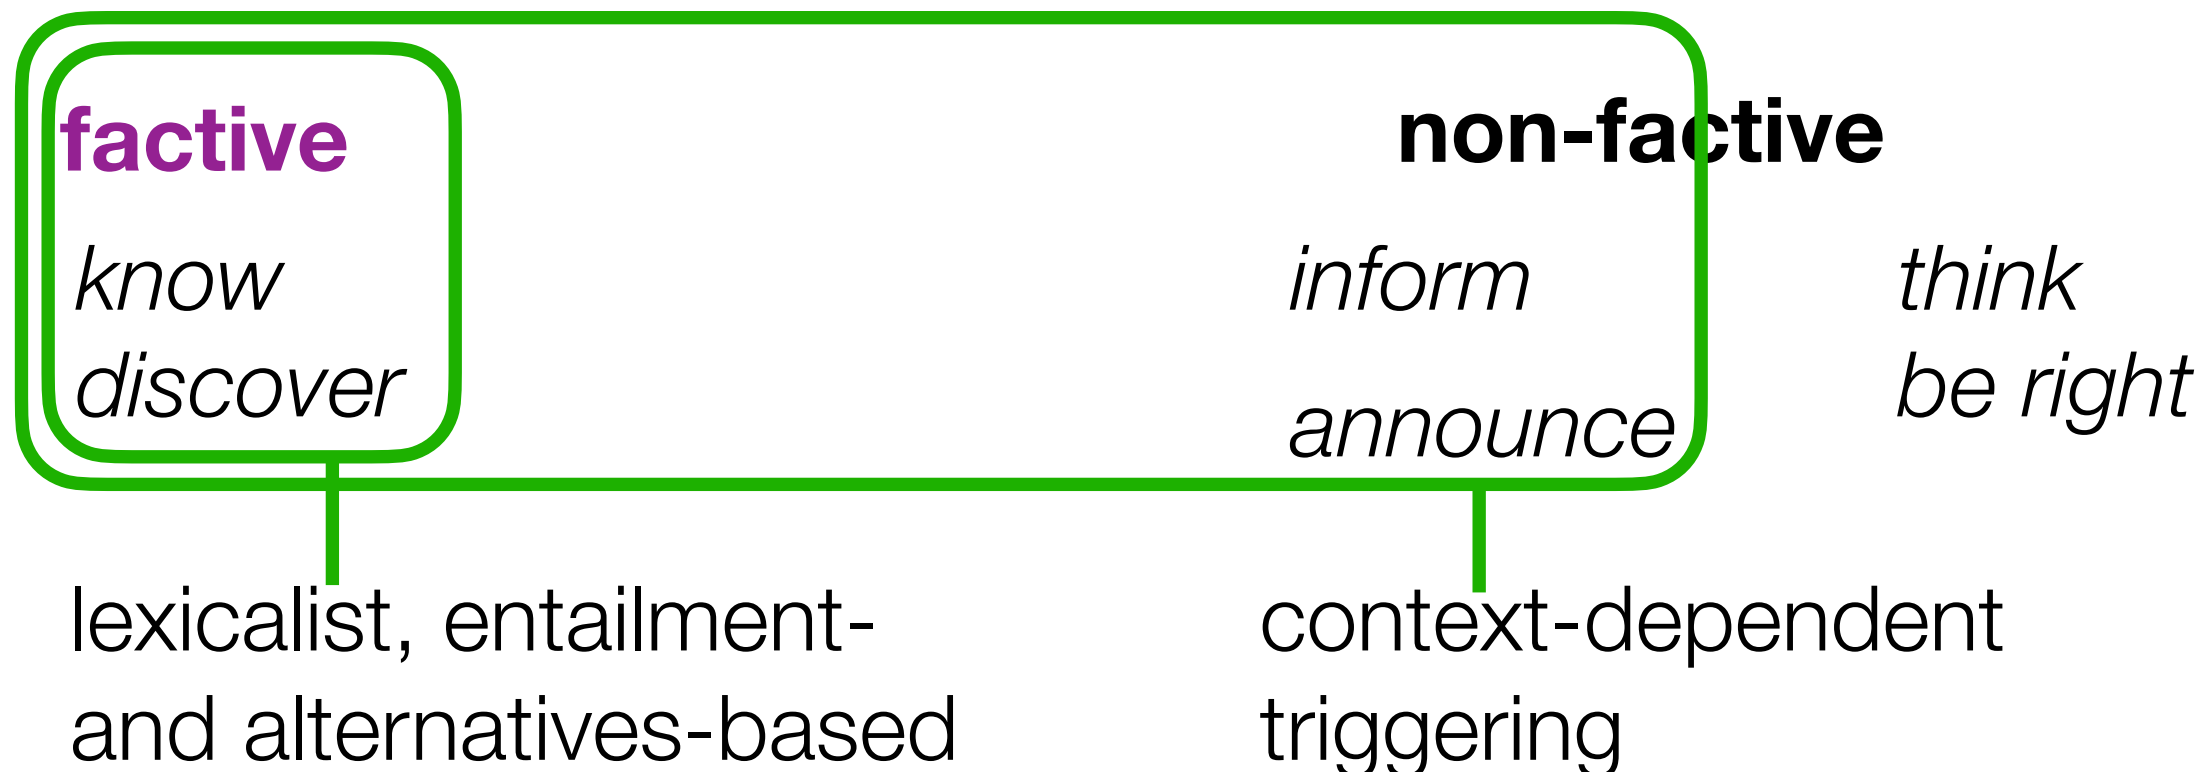 factive
non-factive
know
inform
think
discover
announce
be right
lexicalist, entailment-
and alternatives-based
context-dependent
triggering